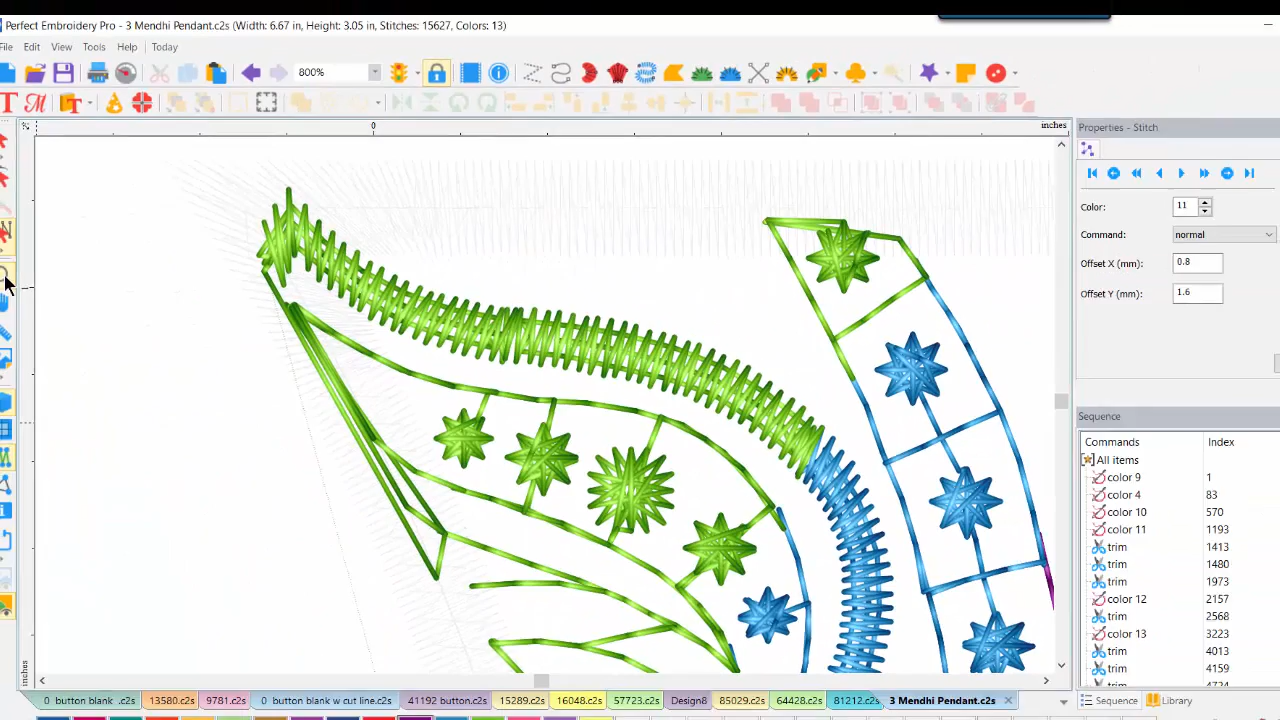 Perfect Embroidery Pro - 3 Mendhi Pendant.c2s (Width: 6.67 in, Height: 3.05 in, Stitches: 15627, Colors: 13)
File Edit View Tools Help Today
800%
0 inches
Properties - Stitch
Color: 11
Command: normal
Offset X (mm): 0.8
Offset Y (mm): 1.6
Sequence
Commands Index
All items
color 9 1
color 4 83
color 10 570
color 11 1193
trim 1413
trim 1480
trim 1973
color 12 2157
trim 2568
color 13 3223
trim 4013
trim 4159
trim 4724
inches
0 button blank .c2s 13580.c2s 9781.c2s 0 button blank w cut line.c2s 41192 button.c2s 15289.c2s 16048.c2s 57723.c2s Design8 85029.c2s 64428.c2s 81212.c2s 3 Mendhi Pendant.c2s Sequence Library